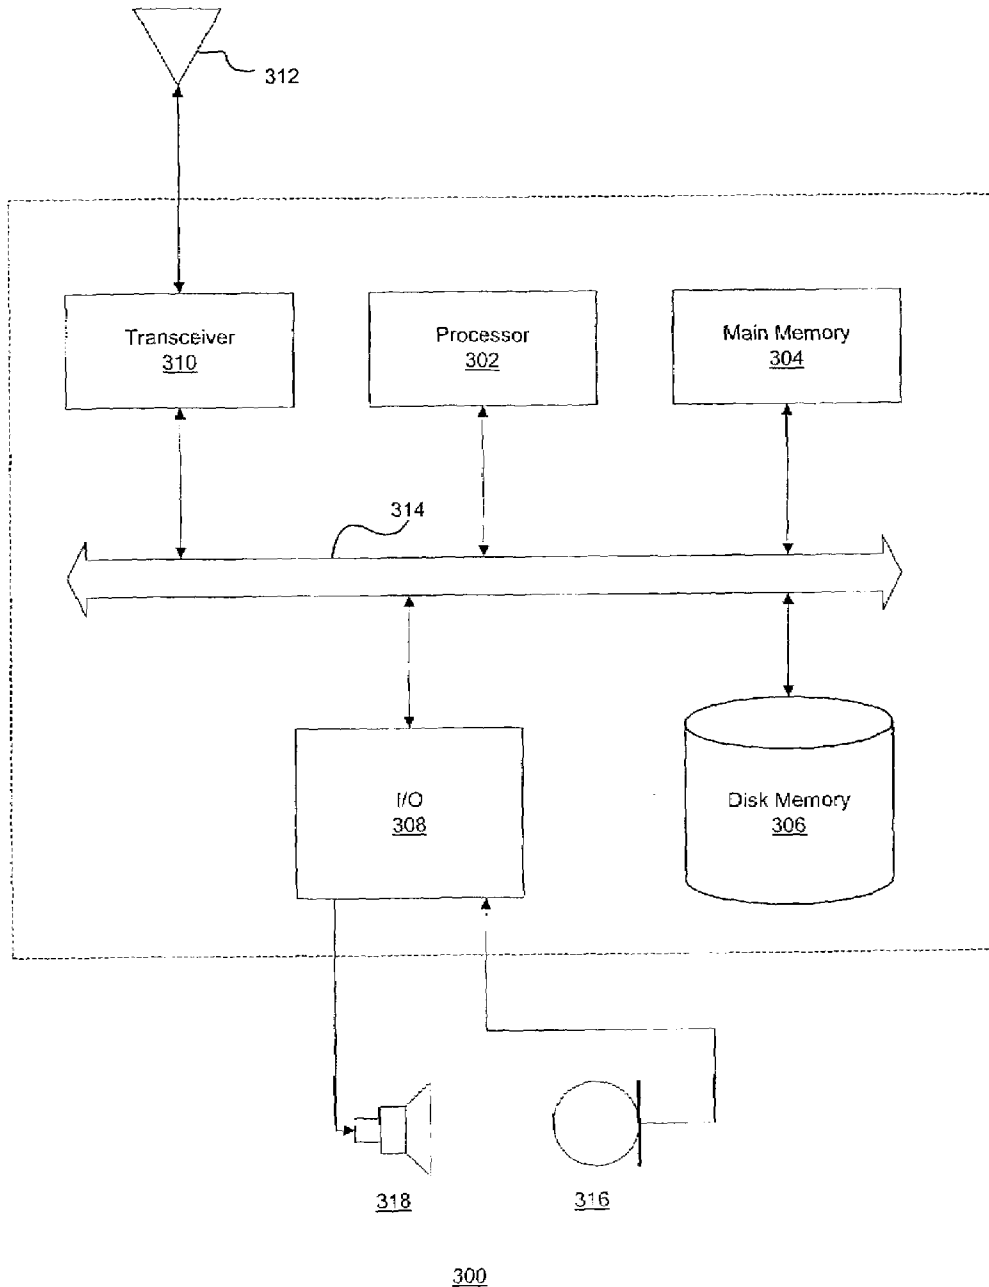 312
Transceiver
310
Processor
302
Main Memory
304
314
I/O
308
Disk Memory
306
318
316
300